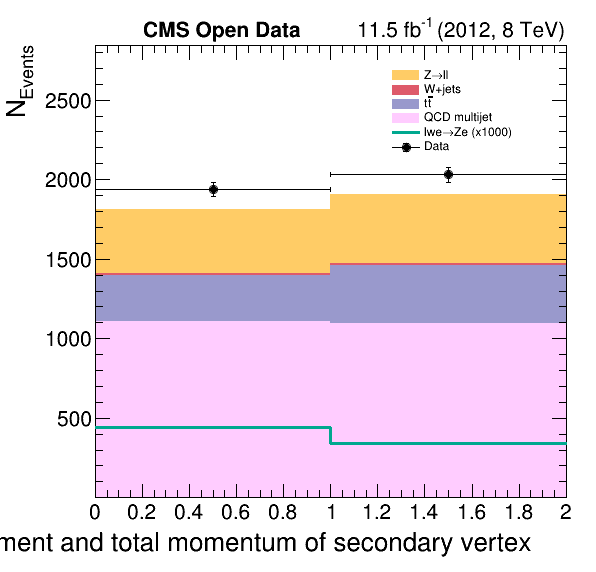 CMS Open Data
11.5 fb-1 (2012, 8 TeV)
NEvents
Z→ll
W+jets
tt̅
QCD multijet
lwe→Ze (x1000)
Data
2500
2000
1500
1000
500
0 0.2 0.4 0.6 0.8 1 1.2 1.4 1.6 1.8 2
ment and total momentum of secondary vertex